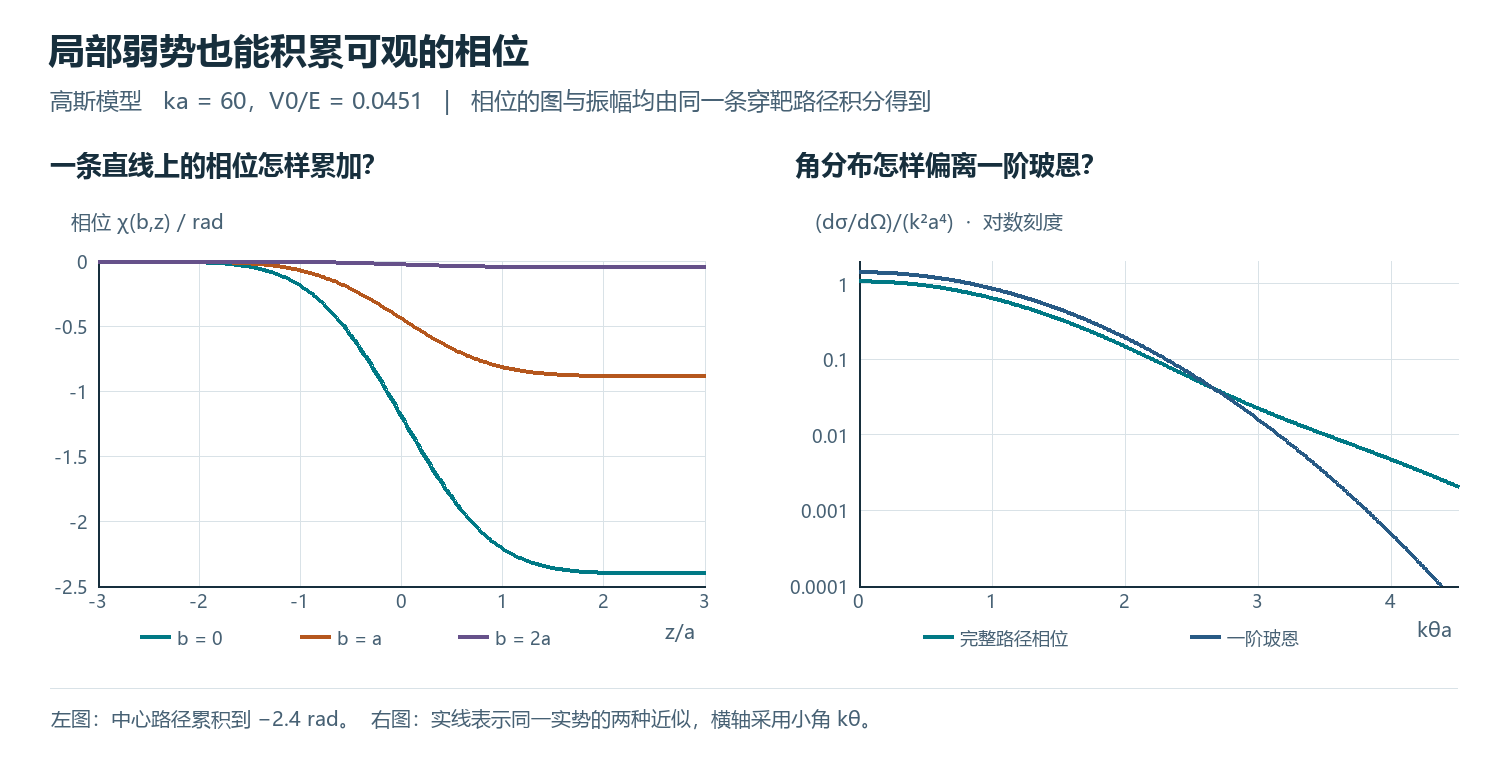 局部弱势也能积累可观的相位
高斯模型 ka = 60，V0/E = 0.0451 | 相位的图与振幅均由同一条穿靶路径积分得到
一条直线上的相位怎样累加？
相位 χ(b,z) / rad
0
-0.5
-1
-1.5
-2
-2.5
-3 -2 -1 0 1 2 3
b = 0 b = a b = 2a z/a
角分布怎样偏离一阶玻恩？
(dσ/dΩ)/(k²a⁴) · 对数刻度
1
0.1
0.01
0.001
0.0001
0 1 2 3 4
完整路径相位 一阶玻恩 kθa
左图：中心路径累积到 −2.4 rad。 右图：实线表示同一实势的两种近似，横轴采用小角 kθ。